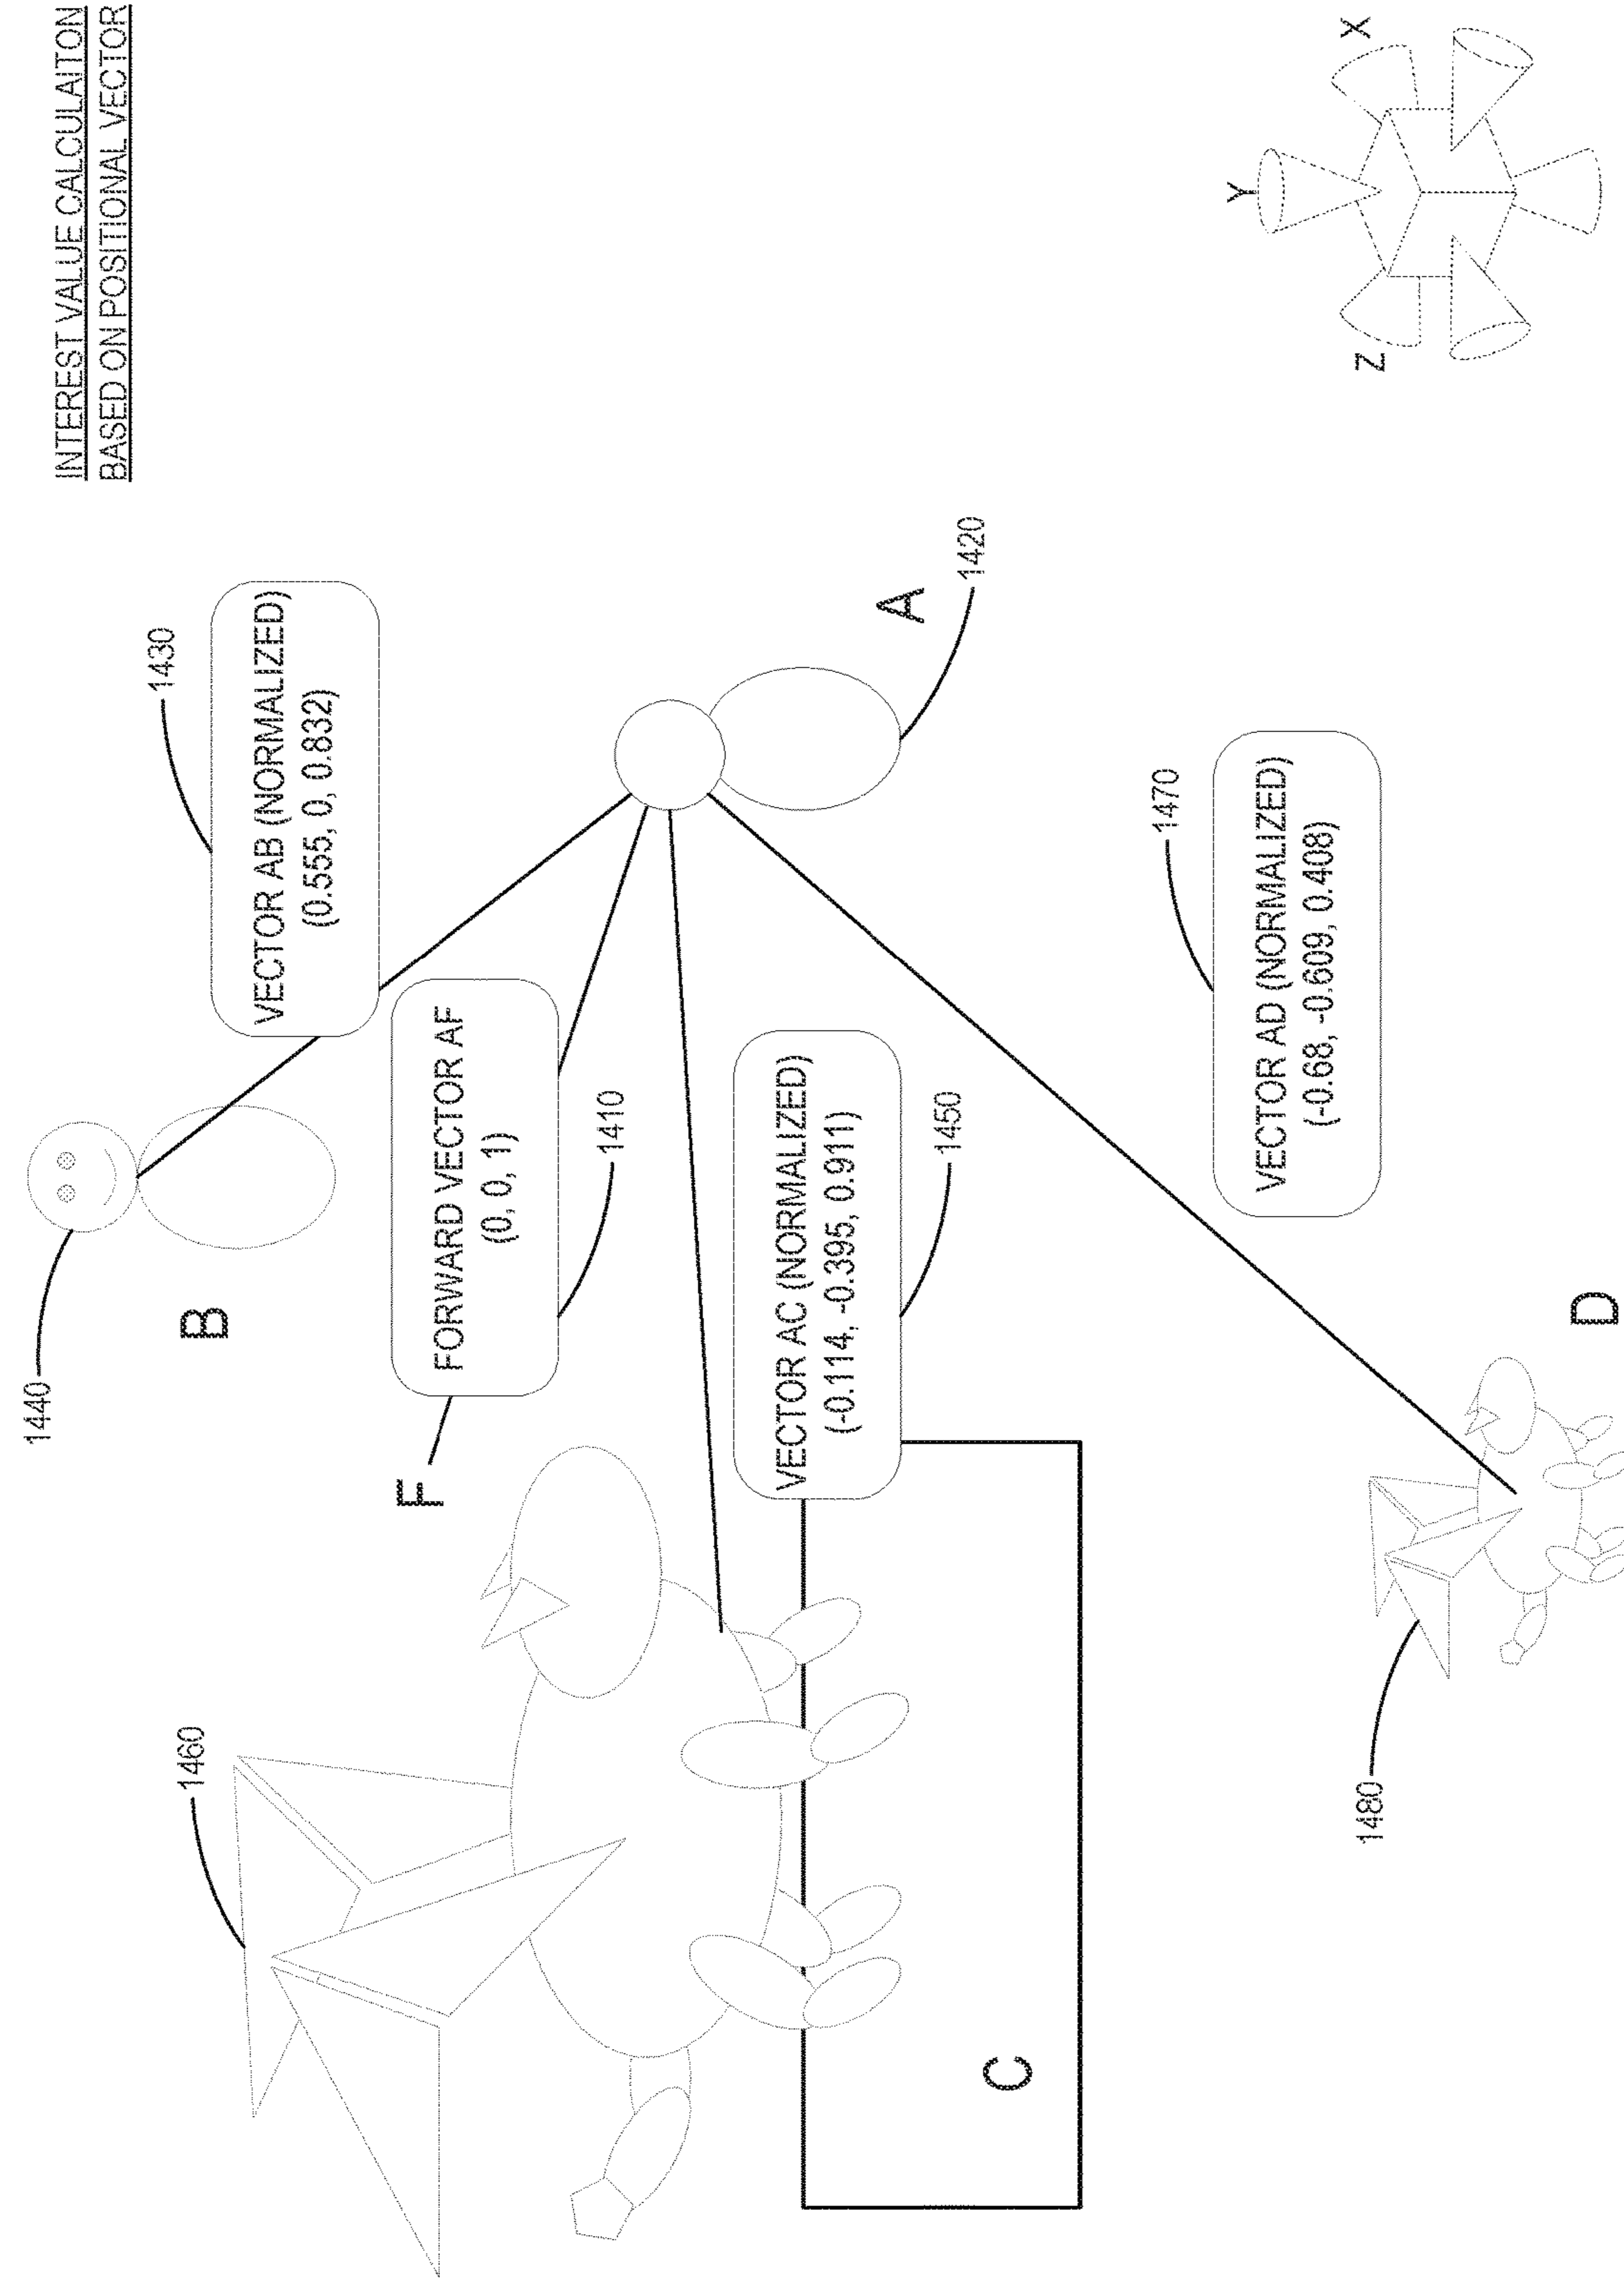 INTEREST VALUE CALCULAITON
BASED ON POSITIONAL VECTOR
1440
B
1430
VECTOR AB (NORMALIZED)
(0.555, 0, 0.832)
F
FORWARD VECTOR AF
(0, 0, 1)
1410
1460
VECTOR AC (NORMALIZED)
(-0.114, -0.395, 0.911)
1450
A
1420
C
1470
VECTOR AD (NORMALIZED)
(-0.68, -0.609, 0.408)
1480
D
Y
Z
X